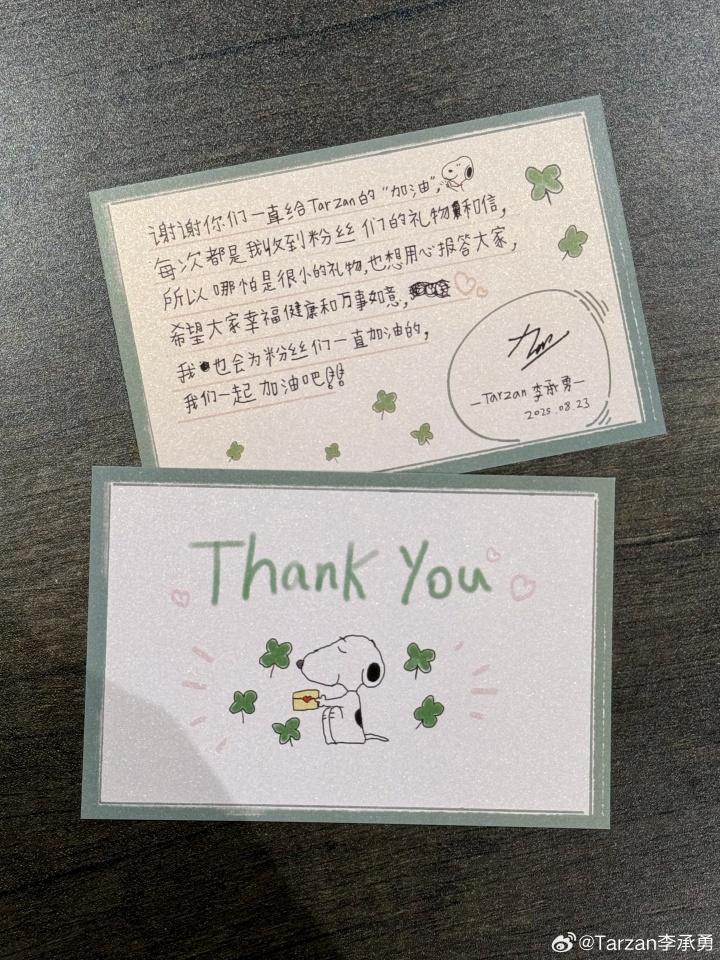 谢谢你们一直给Tarzan的“加油”,
每次都是我收到粉丝们的礼物和信,
所以哪怕是很小的礼物,也想用心报答大家,
希望大家幸福健康和万事如意,
我也会为粉丝们一直加油的,
我们一起加油吧!!
—Tarzan 李承勇—
2025.08.23
Thank You
@Tarzan李承勇